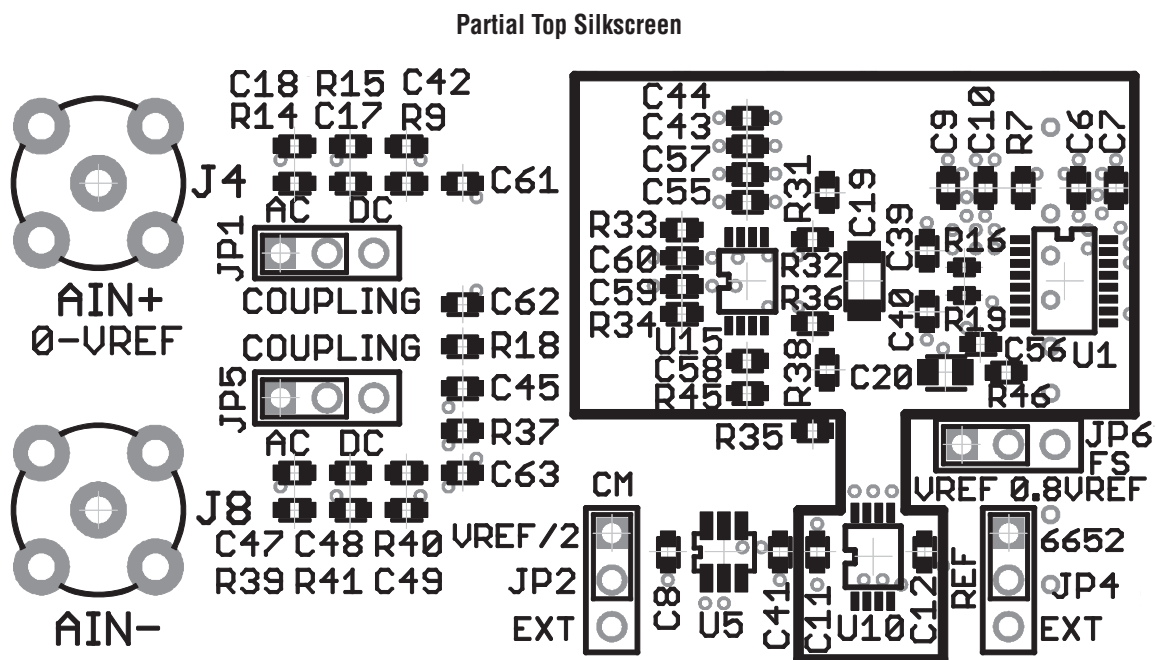 Partial Top Silkscreen
C18 R15 C42
R14 C17 R9
J4
C61
AC DC
JP1
COUPLING
AIN+
0-VREF
C62
COUPLING
R18
JP5
C45
AC DC
R37
C63
J8
C47 C48 R40
R39 R41 C49
AIN-
C44
C43
C57
C55
R33
C60
C59
R34
U15
C58
R45
R31
C19
R32
R36
R38
C39
R16
C40
R19
C20
C56
R46
C9
C10
R7
C6
C7
U1
R35
JP6
FS
VREF 0.8VREF
CM
VREF/2
JP2
EXT
C8
U5
C41
C11
U10
C12
REF
6652
JP4
EXT